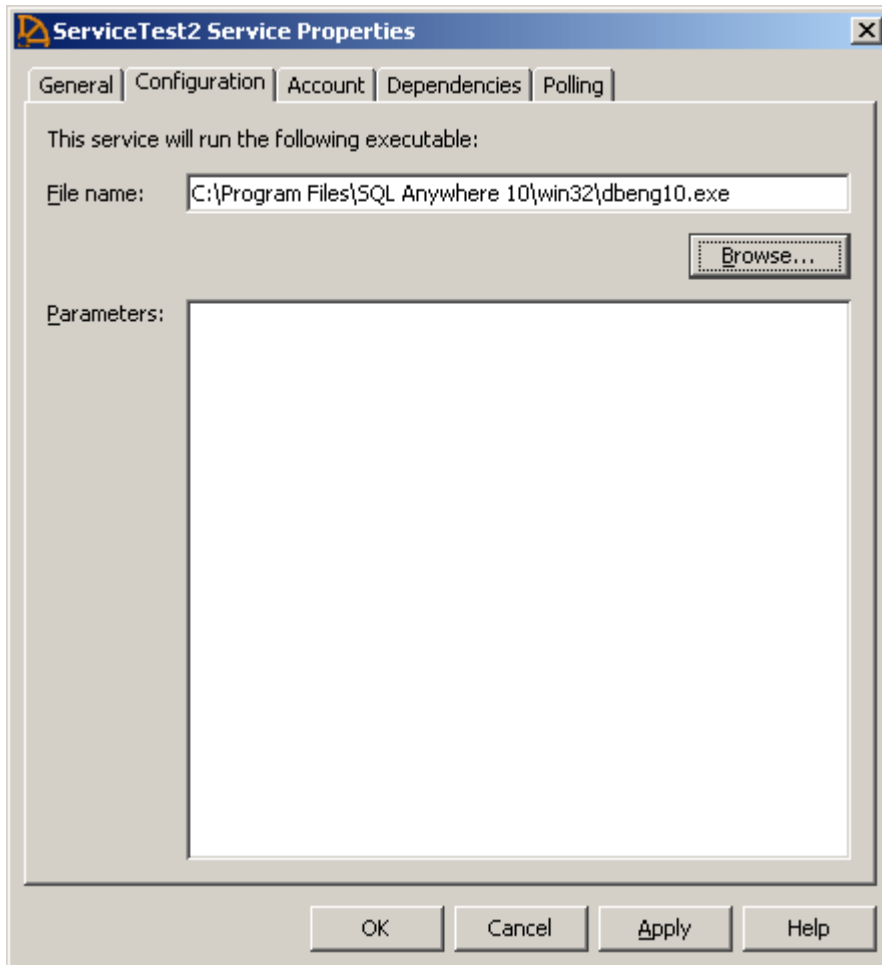 ServiceTest2 Service Properties
General Configuration Account Dependencies Polling
This service will run the following executable:
File name: C:\Program Files\SQL Anywhere 10\win32\dbeng10.exe
Browse...
Parameters:
OK Cancel Apply Help